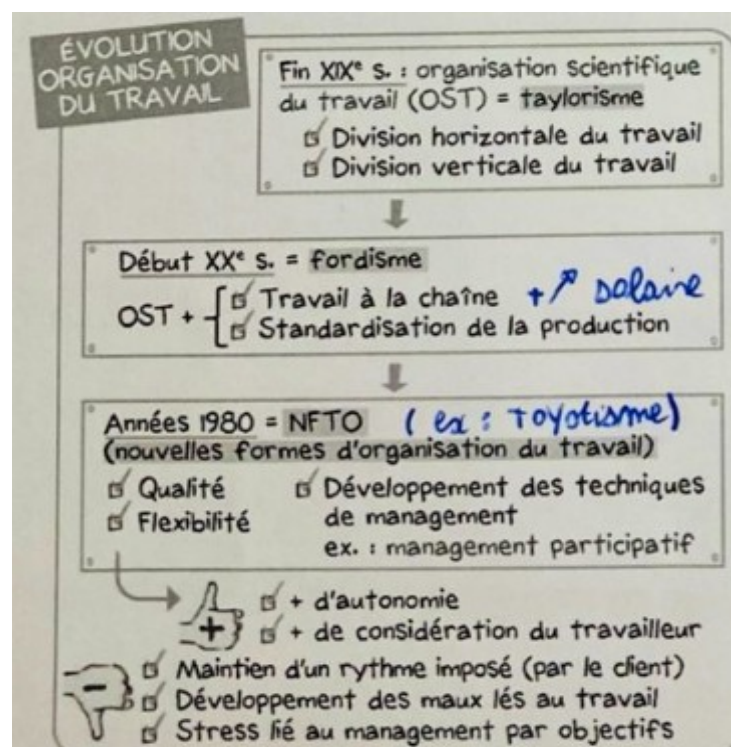 ÉVOLUTION
ORGANISATION
DU TRAVAIL
Fin XIXe s. : organisation scientifique
du travail (OST) = taylorisme
Division horizontale du travail
Division verticale du travail
Début XXe s. = fordisme
OST + { Travail à la chaîne + ↗ salaire
Standardisation de la production
Années 1980 = NFTO (ex : Toyotisme)
(nouvelles formes d'organisation du travail)
Qualité
Flexibilité
Développement des techniques
de management
ex. : management participatif
+
+ d'autonomie
+ de considération du travailleur
-
Maintien d'un rythme imposé (par le client)
Développement des maux lés au travail
Stress lié au management par objectifs